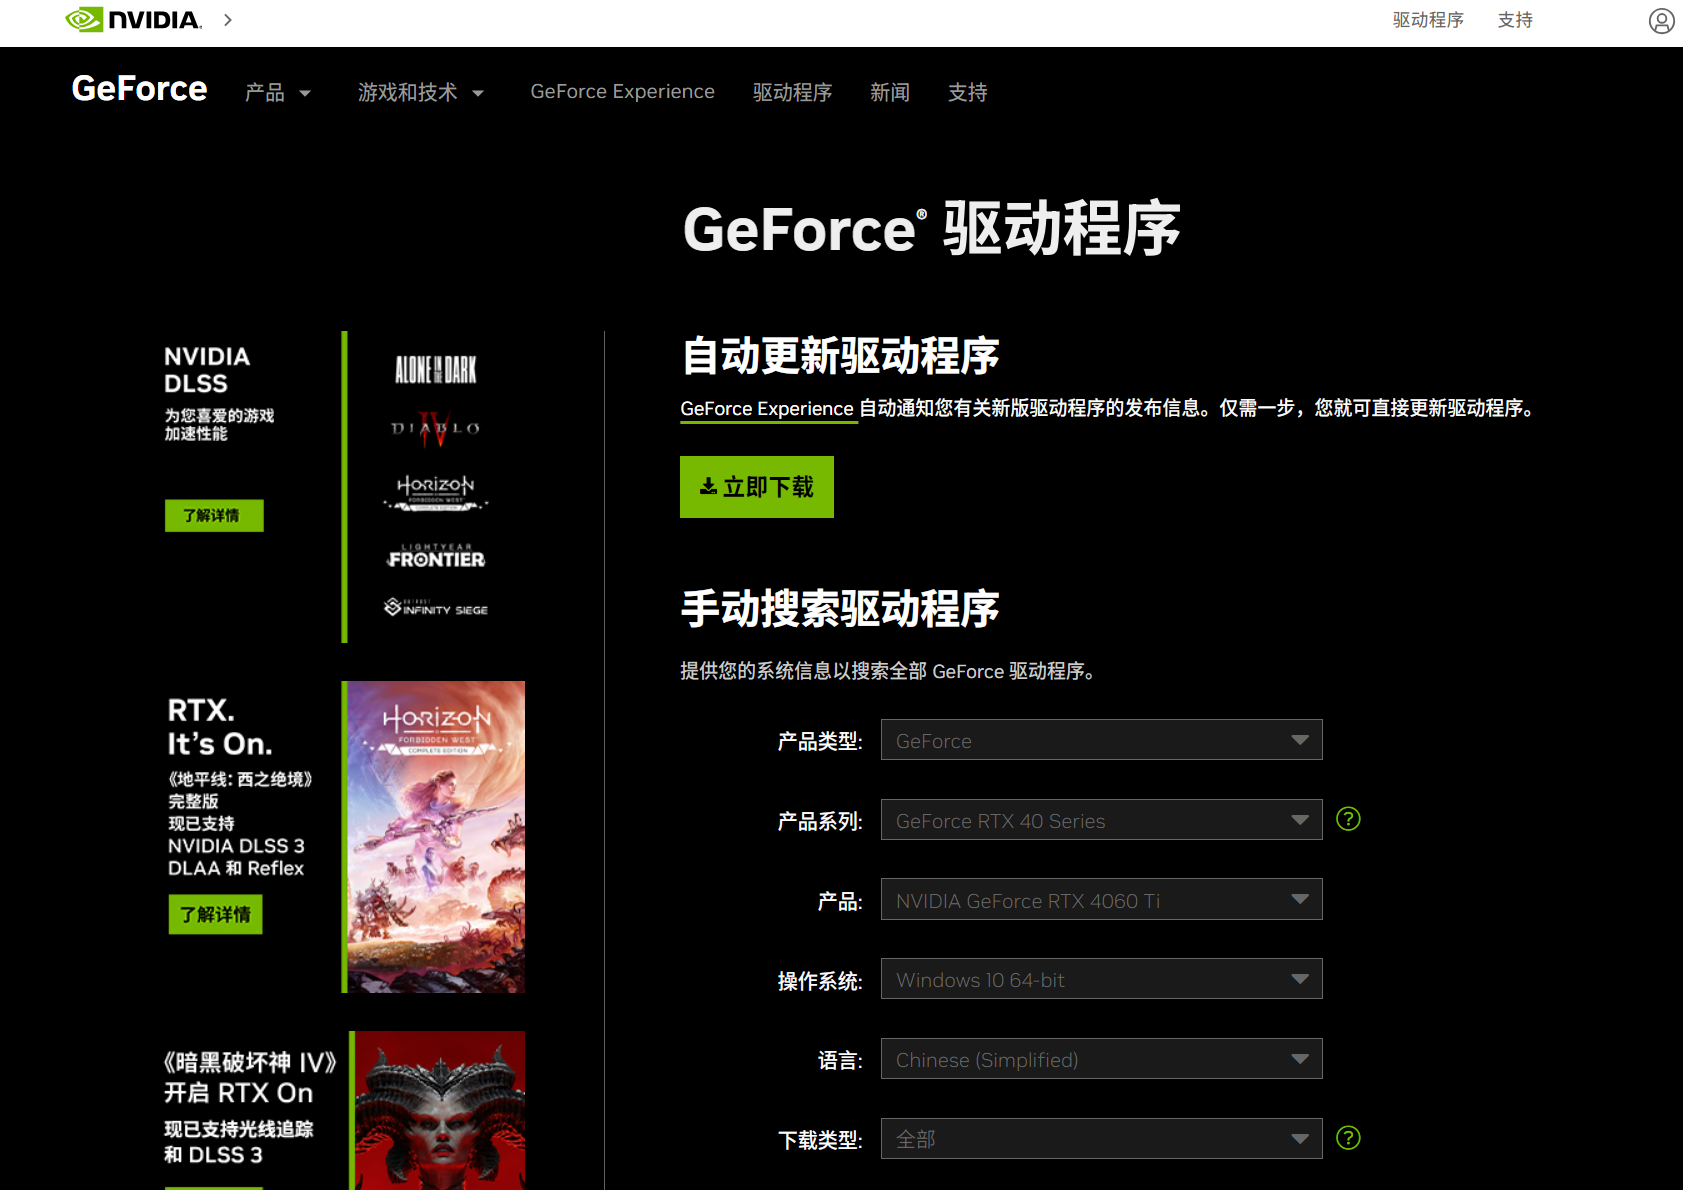 NVIDIA.
驱动程序
支持
GeForce
产品
游戏和技术
GeForce Experience
驱动程序
新闻
支持
GeForce® 驱动程序
NVIDIA
DLSS
为您喜爱的游戏
加速性能
了解详情
ALONE IN THE DARK
DIABLO IV
HORIZON
FORBIDDEN WEST
COMPLETE EDITION
LIGHTYEAR
FRONTIER
OUTPOST
INFINITY SIEGE
RTX.
It's On.
《地平线: 西之绝境》
完整版
现已支持
NVIDIA DLSS 3
DLAA 和 Reflex
了解详情
HORIZON
FORBIDDEN WEST
COMPLETE EDITION
《暗黑破坏神 IV》
开启 RTX On
现已支持光线追踪
和 DLSS 3
自动更新驱动程序
GeForce Experience 自动通知您有关新版驱动程序的发布信息。仅需一步，您就可直接更新驱动程序。
立即下载
手动搜索驱动程序
提供您的系统信息以搜索全部 GeForce 驱动程序。
产品类型: GeForce
产品系列: GeForce RTX 40 Series ?
产品: NVIDIA GeForce RTX 4060 Ti
操作系统: Windows 10 64-bit
语言: Chinese (Simplified)
下载类型: 全部 ?